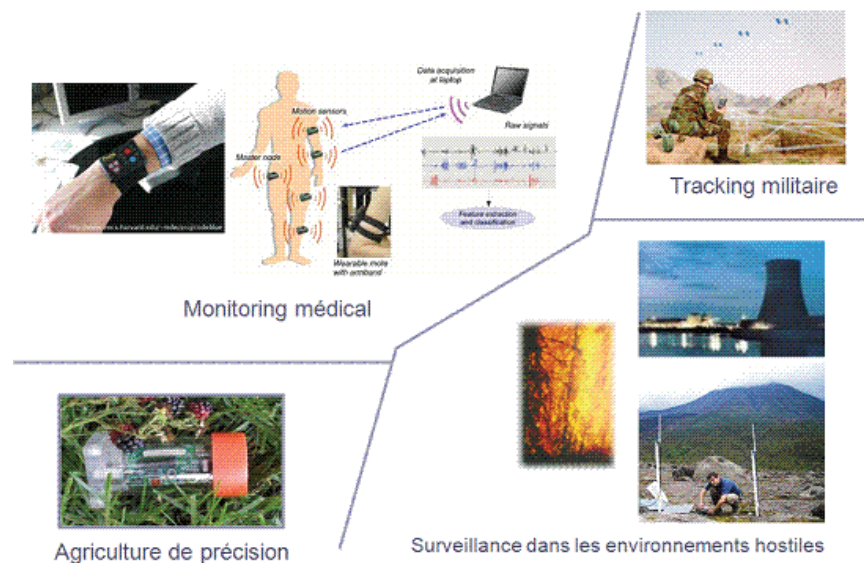 Data acquisition
at laptop
Motion sensors
Raw signals
Master node
Feature extraction
and classification
Wearable mote
with armband
Monitoring médical
Tracking militaire
Agriculture de précision
Surveillance dans les environnements hostiles